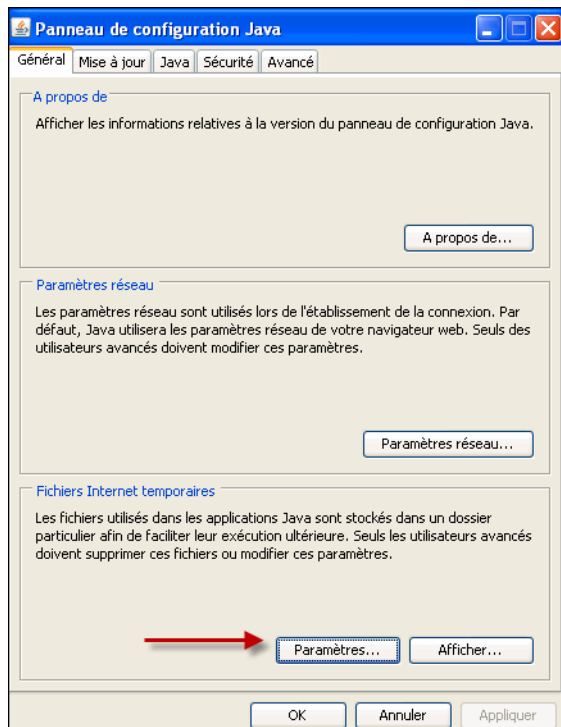 Panneau de configuration Java
Général Mise à jour Java Sécurité Avancé
A propos de
Afficher les informations relatives à la version du panneau de configuration Java.
A propos de...
Paramètres réseau
Les paramètres réseau sont utilisés lors de l'établissement de la connexion. Par
défaut, Java utilisera les paramètres réseau de votre navigateur web. Seuls des
utilisateurs avancés doivent modifier ces paramètres.
Paramètres réseau...
Fichiers Internet temporaires
Les fichiers utilisés dans les applications Java sont stockés dans un dossier
particulier afin de faciliter leur exécution ultérieure. Seuls les utilisateurs avancés
doivent supprimer ces fichiers ou modifier ces paramètres.
Paramètres... Afficher...
OK Annuler Appliquer